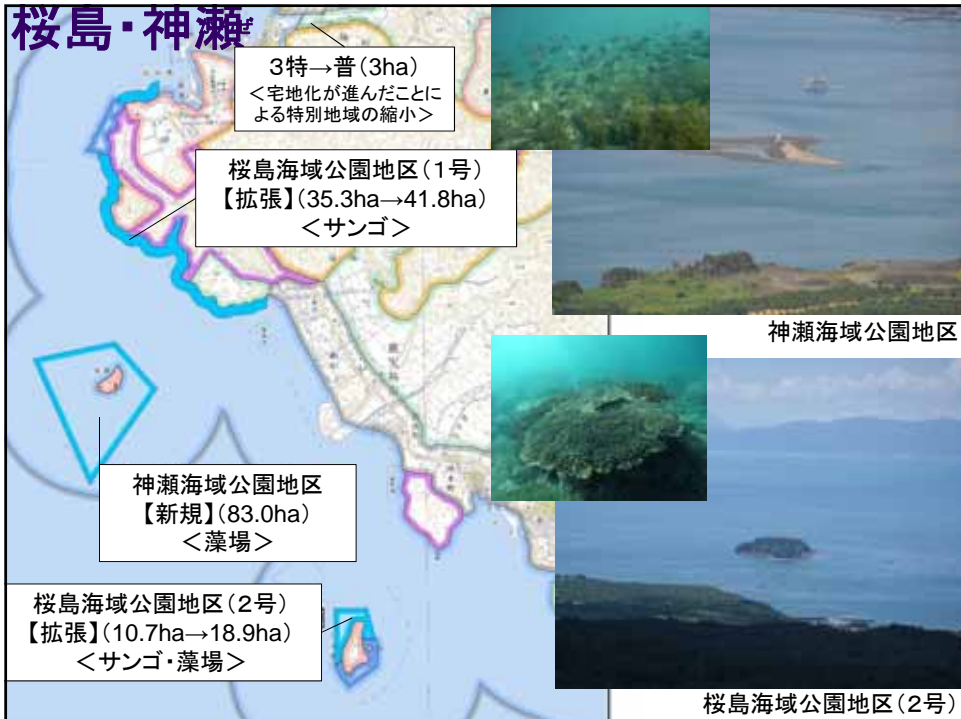 桜島・神瀬
3特→普(3ha)
<宅地化が進んだことに
よる特別地域の縮小>
桜島海域公園地区(1号)
【拡張】(35.3ha→41.8ha)
<サンゴ>
神瀬海域公園地区
神瀬海域公園地区
【新規】(83.0ha)
<藻場>
桜島海域公園地区(2号)
【拡張】(10.7ha→18.9ha)
<サンゴ・藻場>
桜島海域公園地区(2号)